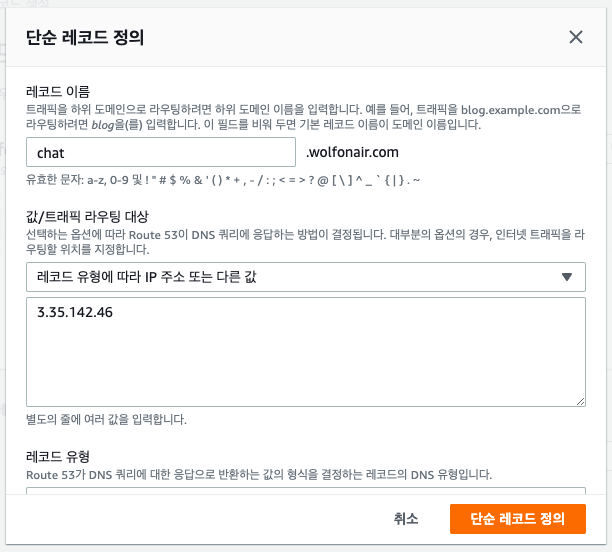 단순 레코드 정의
레코드 이름
트래픽을 하위 도메인으로 라우팅하려면 하위 도메인 이름을 입력합니다. 예를 들어, 트래픽을 blog.example.com으로
라우팅하려면 blog을(를) 입력합니다. 이 필드를 비워 두면 기본 레코드 이름이 도메인 이름입니다.
chat .wolfonair.com
유효한 문자: a-z, 0-9 및 ! " # $ % & ' ( ) * + , - / : ; < = > ? @ [ \ ] ^ _ ` { | } . ~
값/트래픽 라우팅 대상
선택하는 옵션에 따라 Route 53이 DNS 쿼리에 응답하는 방법이 결정됩니다. 대부분의 옵션의 경우, 인터넷 트래픽을 라
우팅할 위치를 지정합니다.
레코드 유형에 따라 IP 주소 또는 다른 값
3.35.142.46
별도의 줄에 여러 값을 입력합니다.
레코드 유형
Route 53가 DNS 쿼리에 대한 응답으로 반환하는 값의 형식을 결정하는 레코드의 DNS 유형입니다.
취소 단순 레코드 정의